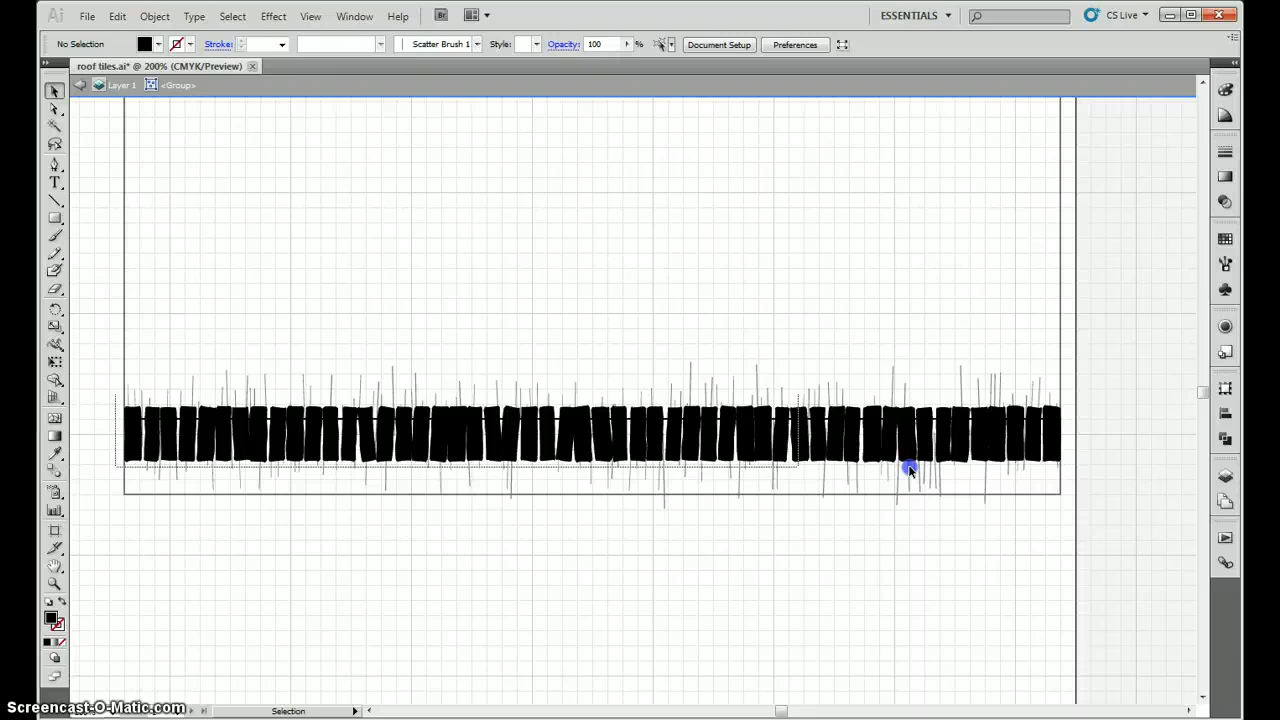 Ai File Edit Object Type Select Effect View Window Help Br ESSENTIALS CS Live
No Selection Stroke: Scatter Brush 1 Style: Opacity: 100 % Document Setup Preferences
roof tiles.ai* @ 200% (CMYK/Preview)
Layer 1 <Group>
Screencast-O-Matic.com Selection